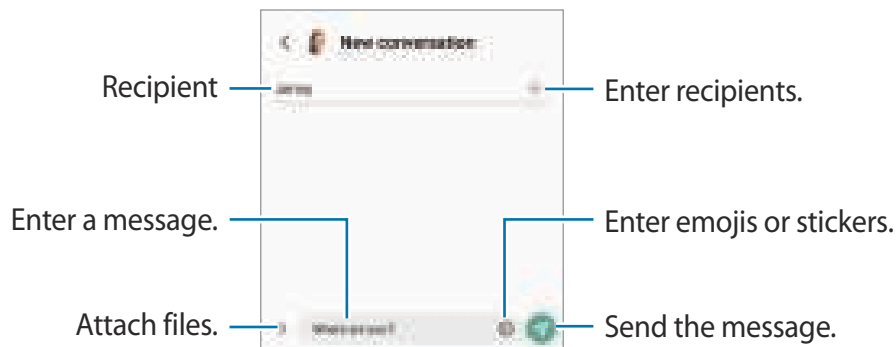 New conversation
Recipient
Enter recipients.
Enter a message.
Enter emojis or stickers.
Attach files.
Send the message.